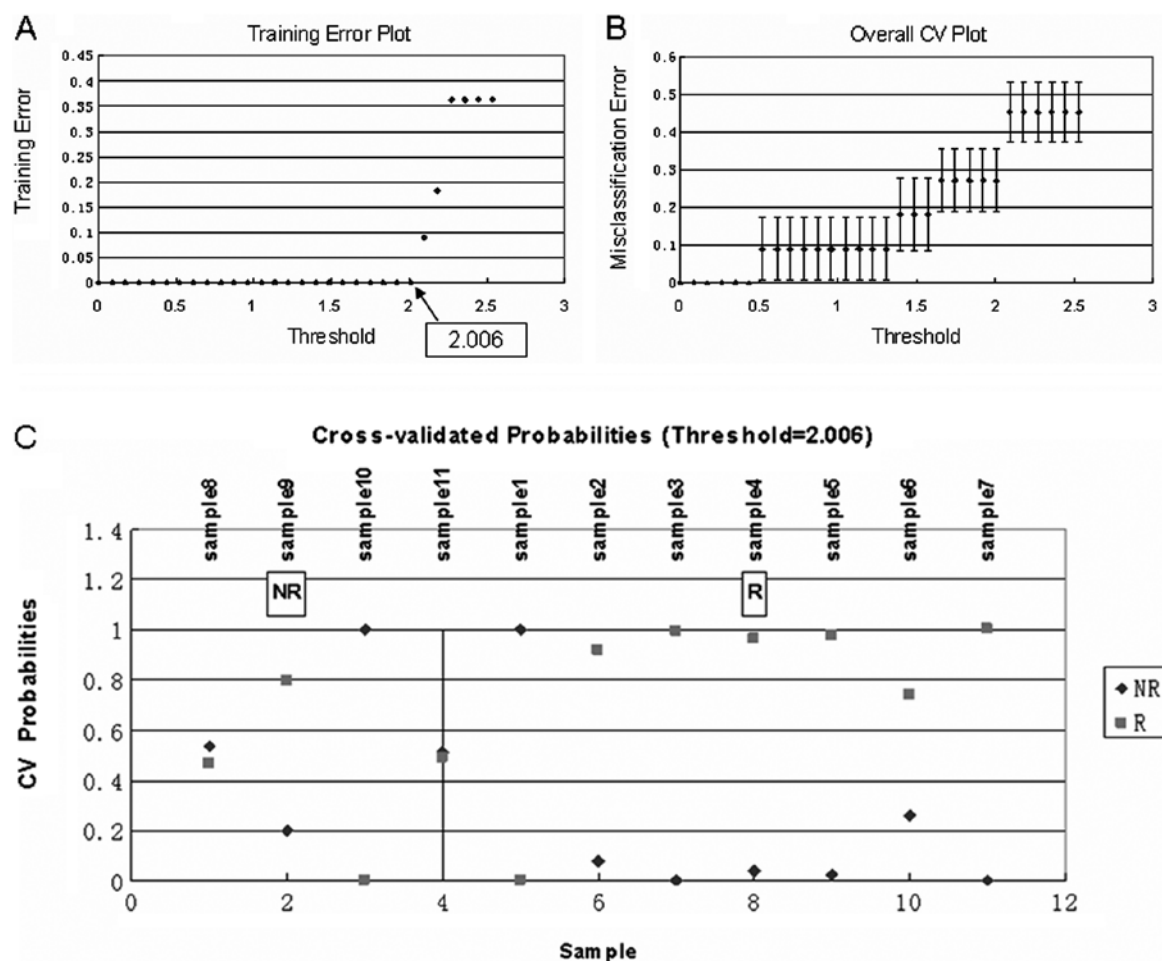 A
Training Error Plot
Training Error
0.45
0.4
0.35
0.3
0.25
0.2
0.15
0.1
0.05
0
0 0.5 1 1.5 2 2.5 3
Threshold
2.006
B
Overall CV Plot
Misclassification Error
0.6
0.5
0.4
0.3
0.2
0.1
0
0 0.5 1 1.5 2 2.5 3
Threshold
C
Cross-validated Probabilities (Threshold=2.006)
sample8 sample9 sample10 sample11 sample1 sample2 sample3 sample4 sample5 sample6 sample7
NR
R
CV Probabilities
1.4
1.2
1
0.8
0.6
0.4
0.2
0
0 2 4 6 8 10 12
Sample
NR
R